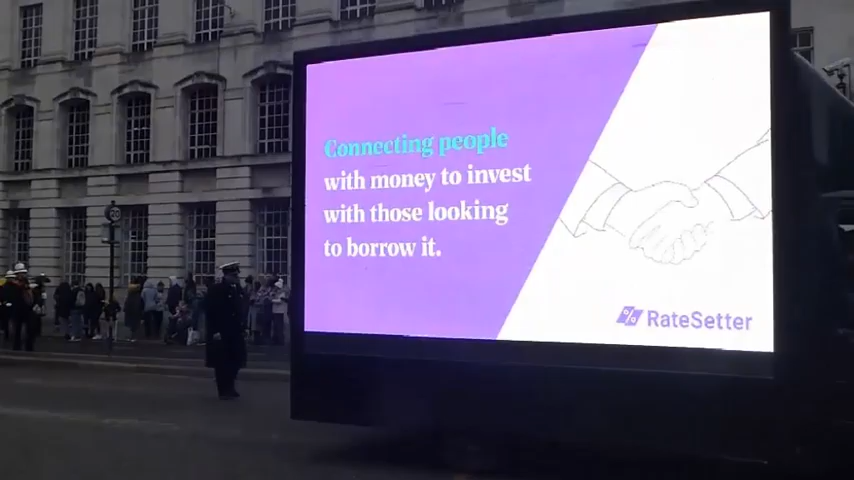 Connecting people
with money to invest
with those looking
to borrow it.
RateSetter